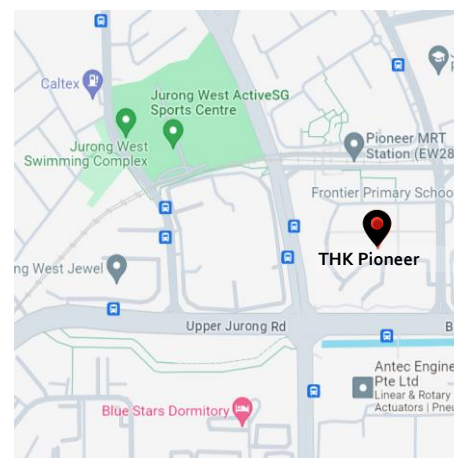 Caltex
Jurong West ActiveSG
Sports Centre
Jurong West
Swimming Complex
Pioneer MRT
Station (EW28
Frontier Primary Schoo
THK Pioneer
ng West Jewel
Upper Jurong Rd
B
Antec Engine
Pte Ltd
Linear & Rotary
Actuators | Pneu
Blue Stars Dormitory